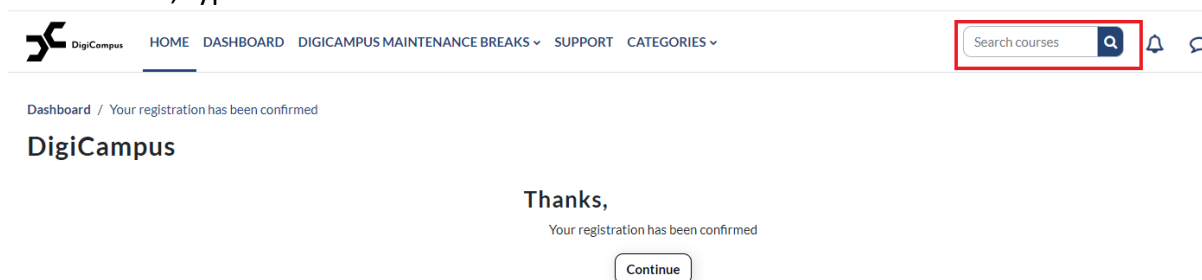 DigiCampus HOME DASHBOARD DIGICAMPUS MAINTENANCE BREAKS SUPPORT CATEGORIES Search courses
Dashboard / Your registration has been confirmed
DigiCampus
Thanks,
Your registration has been confirmed
Continue